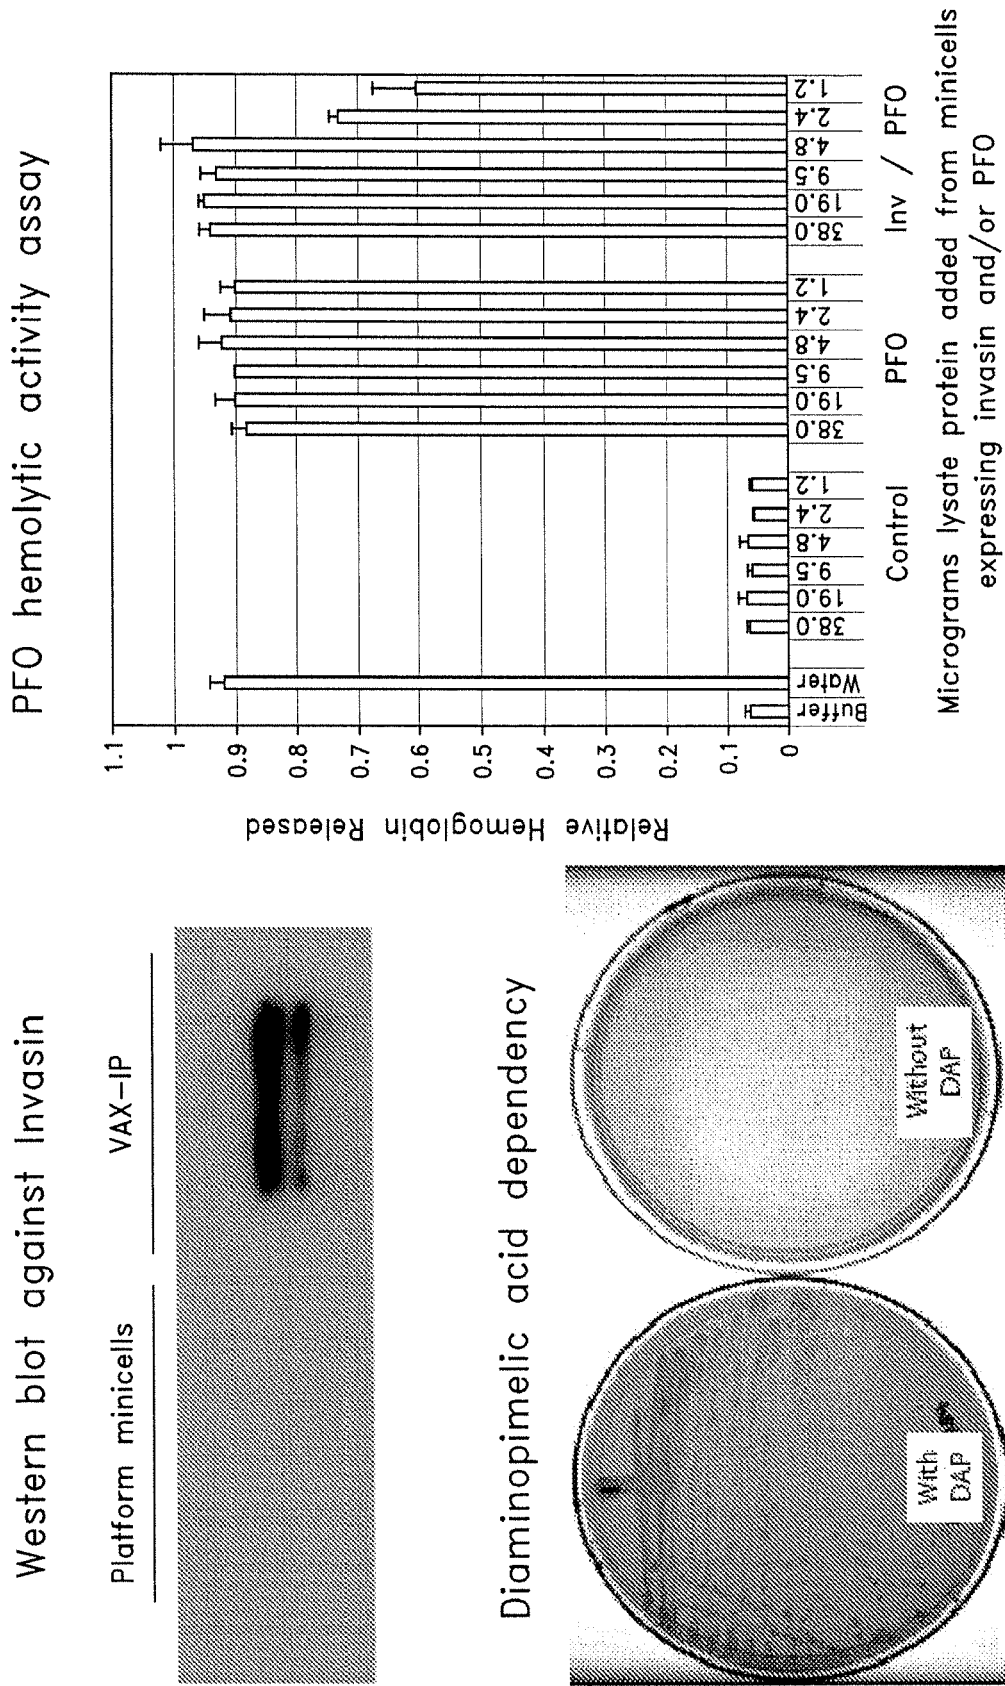 Western blot against Invasin
Platform minicells
VAX-IP
Diaminopimelic acid dependency
With
DAP
Without
DAP
PFO hemolytic activity assay
Relative Hemoglobin Released
1.1
1
0.9
0.8
0.7
0.6
0.5
0.4
0.3
0.2
0.1
0
Buffer
Water
38.0
19.0
9.5
4.8
2.4
1.2
38.0
19.0
9.5
4.8
2.4
1.2
38.0
19.0
9.5
4.8
2.4
1.2
Control
PFO
Inv / PFO
Micrograms lysate protein added from minicells
expressing invasin and/or PFO